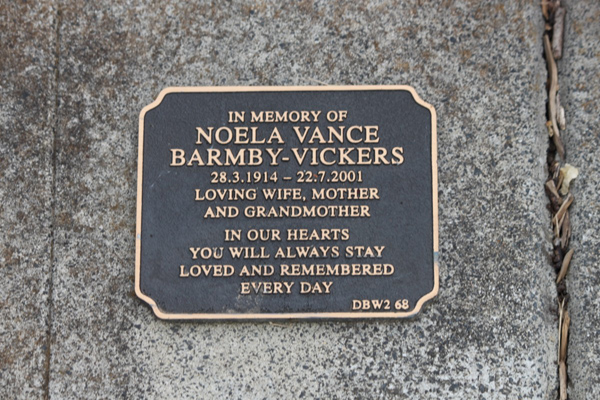 IN MEMORY OF
NOELA VANCE
BARMBY-VICKERS
28.3.1914 – 22.7.2001
LOVING WIFE, MOTHER
AND GRANDMOTHER
IN OUR HEARTS
YOU WILL ALWAYS STAY
LOVED AND REMEMBERED
EVERY DAY
DBW2 68